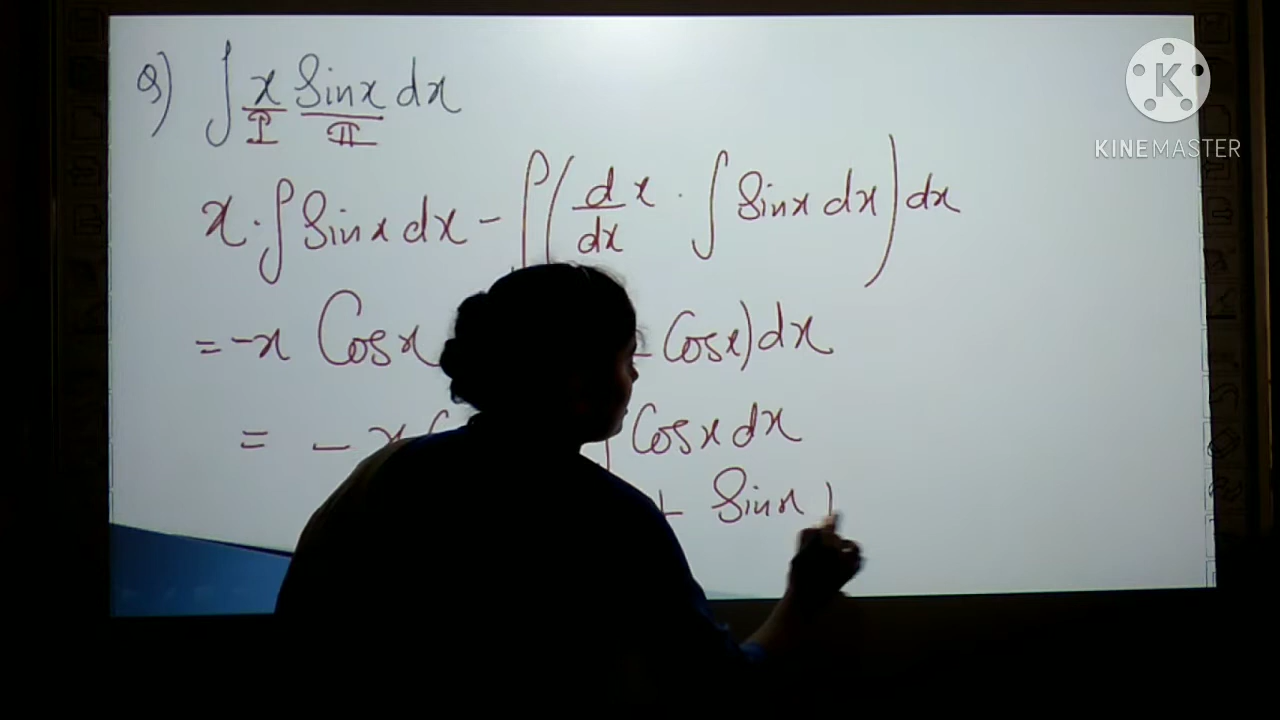 Q) ∫ x Sinx dx
I II
x · ∫ Sinx dx - ∫ ( d/dx x · ∫ Sinx dx ) dx
= -x Cosx - Cosx) dx
= - x ∫ Cosx dx
+ Sinx
K
KINEMASTER